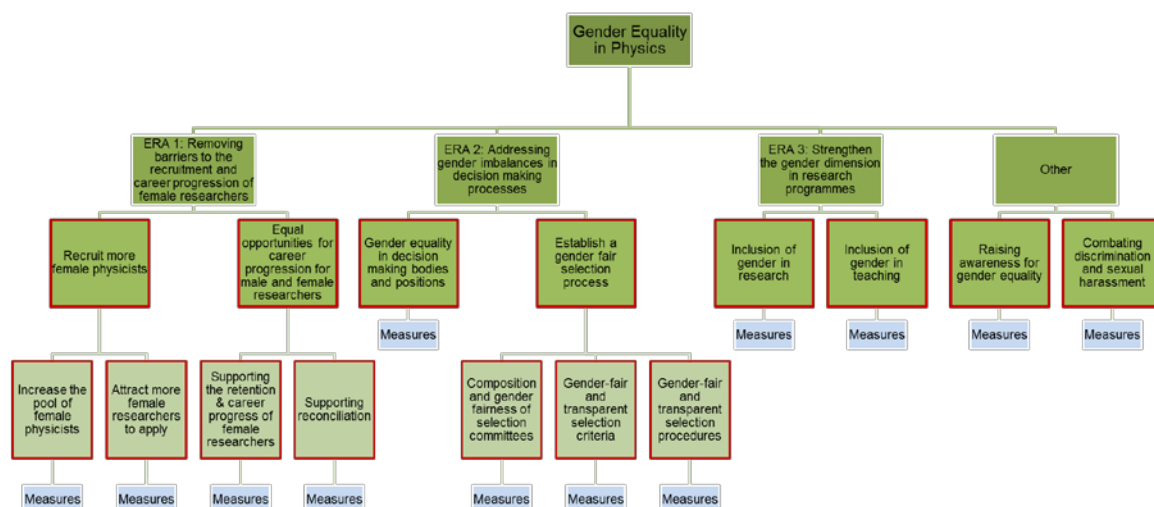 Gender Equality
in Physics
ERA 1: Removing
barriers to the
recruitment and
career progression of
female researchers
ERA 2: Addressing
gender imbalances in
decision making
processes
ERA 3: Strengthen
the gender dimension
in research
programmes
Other
Recruit more
female physicists
Equal
opportunities for
career
progression for
male and female
researchers
Gender equality
in decision
making bodies
and positions
Establish a
gender fair
selection
process
Inclusion of
gender in
research
Inclusion of
gender in
teaching
Raising
awareness for
gender equality
Combating
discrimination
and sexual
harassment
Measures
Measures
Measures
Measures
Measures
Increase the
pool of
female
physicists
Attract more
female
researchers
to apply
Supporting
the retention
& career
progress of
female
researchers
Supporting
reconciliation
Composition
and gender
fairness of
selection
committees
Gender-fair
and
transparent
selection
criteria
Gender-fair
and
transparent
selection
procedures
Measures
Measures
Measures
Measures
Measures
Measures
Measures